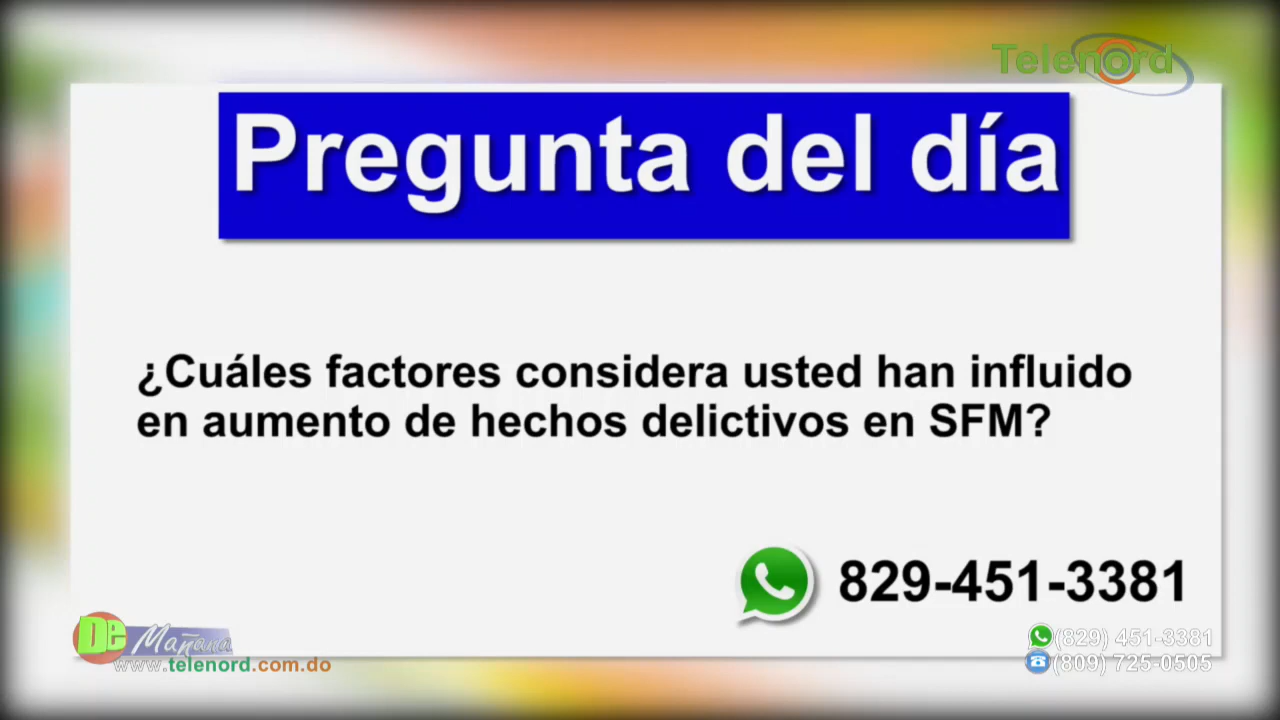 Telenord
Pregunta del día
¿Cuáles factores considera usted han influido
en aumento de hechos delictivos en SFM?
829-451-3381
De Mañana
www.telenord.com.do
(829) 451-3381
(809) 725-0505